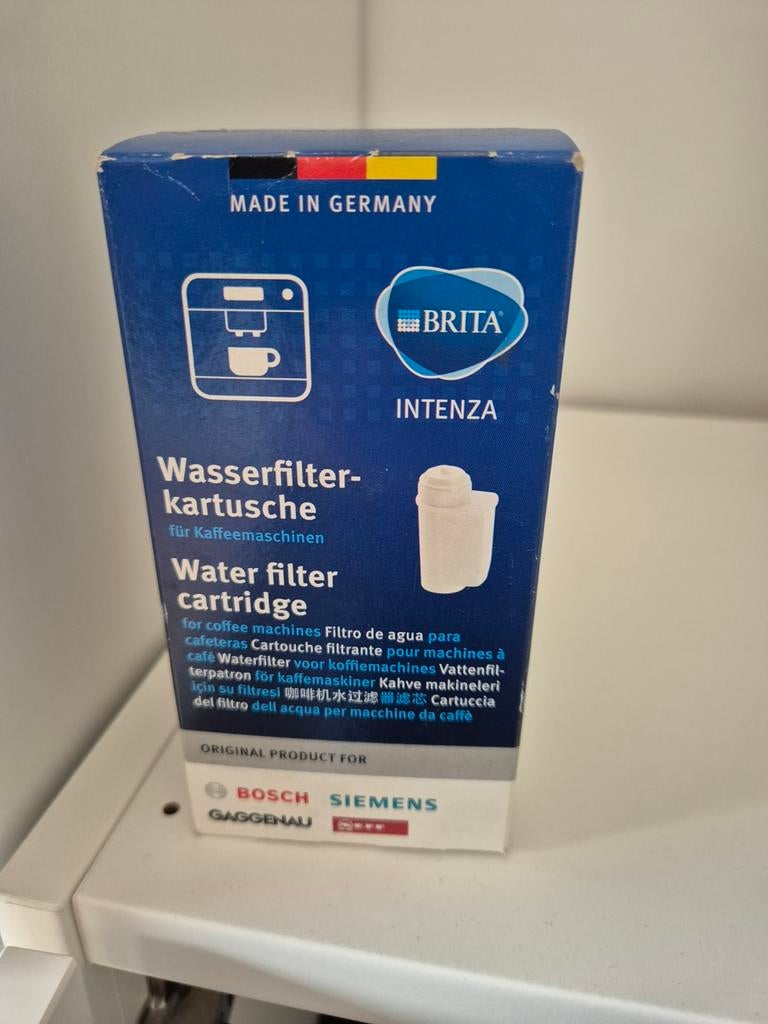 MADE IN GERMANY
BRITA
INTENZA
Wasserfilter-
kartusche
für Kaffeemaschinen
Water filter
cartridge
for coffee machines Filtro de agua para
cafeteras Cartouche filtrante pour machines à
café Waterfilter voor koffiemachines Vattenfil-
terpatron för kaffemaskiner Kahve makineleri
için su filtresi 咖啡机水过滤器滤芯 Cartuccia
del filtro dell acqua per macchine da caffè
ORIGINAL PRODUCT FOR
BOSCH SIEMENS
GAGGENAU NEFF